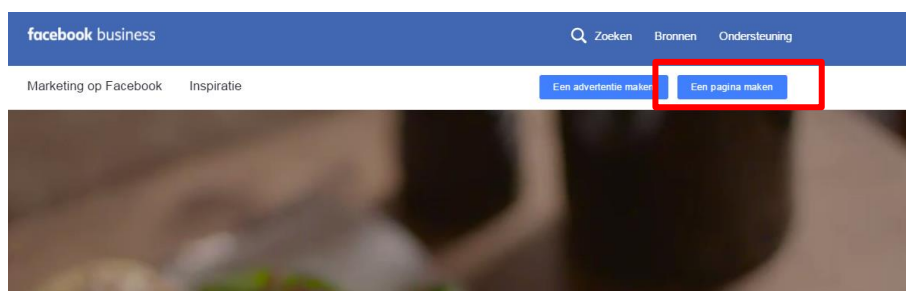 facebook business Zoeken Bronnen Ondersteuning
Marketing op Facebook Inspiratie Een advertentie maken Een pagina maken